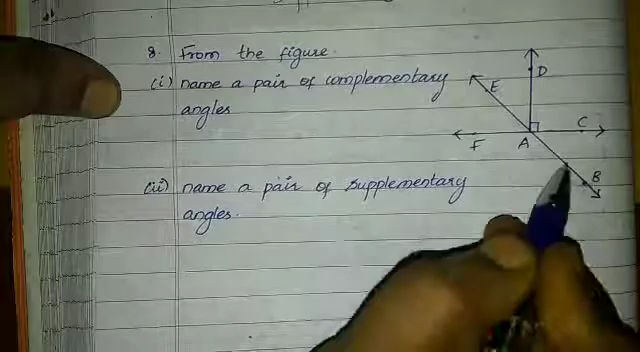 8. From the figure.
(i) name a pair of complementary
angles
(ii) name a pair of supplementary
angles.
D
E
C
F
A
B